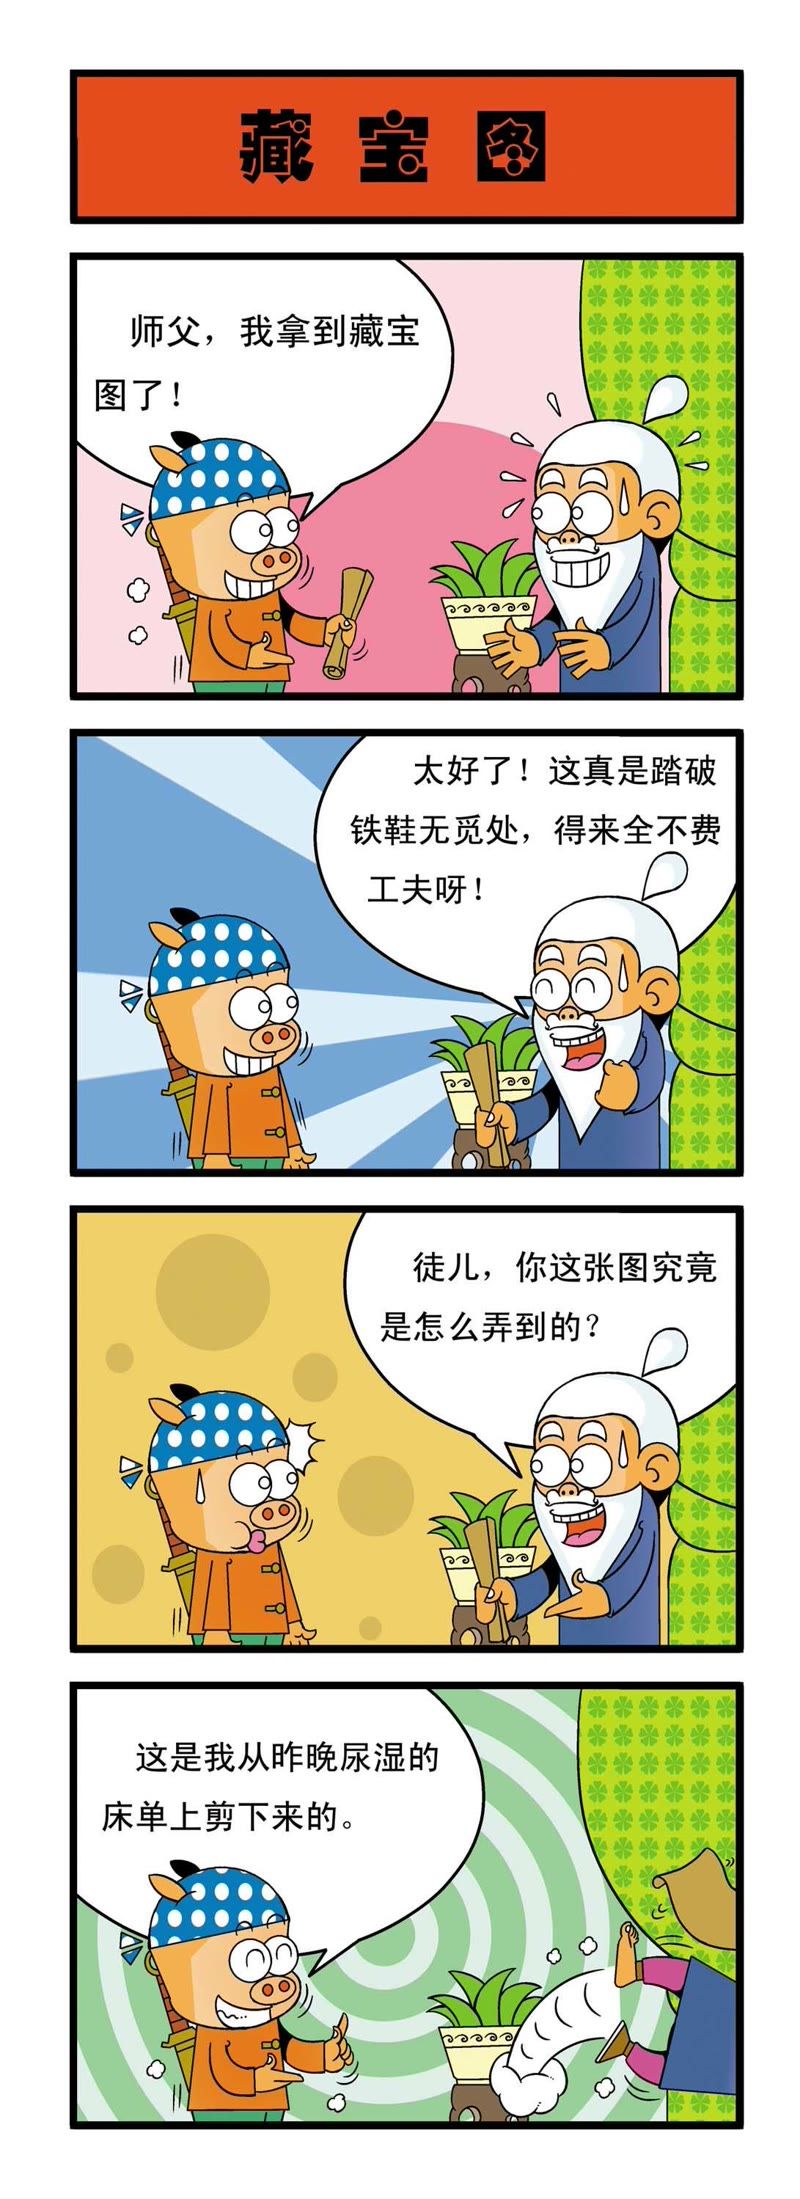 藏宝图
师父，我拿到藏宝
图了！
太好了！这真是踏破
铁鞋无觅处，得来全不费
工夫呀！
徒儿，你这张图究竟
是怎么弄到的？
这是我从昨晚尿湿的
床单上剪下来的。